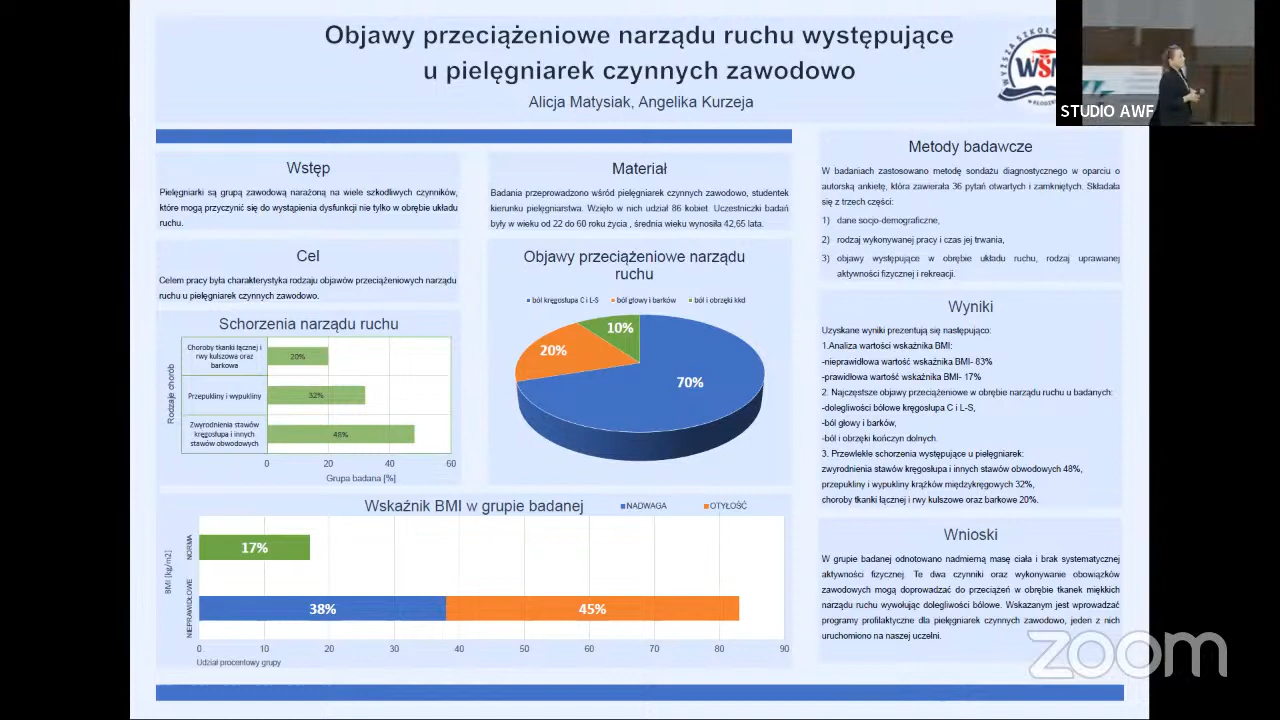 Objawy przeciążeniowe narządu ruchu występujące
u pielęgniarek czynnych zawodowo
Alicja Matysiak, Angelika Kurzeja
WSM
STUDIO AWF
Wstęp
Pielęgniarki są grupą zawodową narażoną na wiele szkodliwych czynników,
które mogą przyczynić się do wystąpienia dysfunkcji nie tylko w obrębie układu
ruchu.
Cel
Celem pracy była charakterystyka rodzaju objawów przeciążeniowych narządu
ruchu u pielęgniarek czynnych zawodowo.
Schorzenia narządu ruchu
Rodzaje chorób
Choroby tkanki łącznej i
rwy kulszowa oraz
barkowa
20%
Przepukliny i wypukliny
32%
Zwyrodnienia stawów
kręgosłupa i innych
stawów obwodowych
48%
0 20 40 60
Grupa badana [%]
Materiał
Badania przeprowadzono wśród pielęgniarek czynnych zawodowo, studentek
kierunku pielęgniarstwa. Wzięło w nich udział 86 kobiet. Uczestniczki badań
były w wieku od 22 do 60 roku życia , średnia wieku wynosiła 42,65 lata.
Objawy przeciążeniowe narządu
ruchu
ból kręgosłupa C i L-S ból głowy i barków ból i obrzęki kkd
10%
20%
70%
Wskaźnik BMI w grupie badanej
NADWAGA OTYŁOŚĆ
BMI [kg/m2]
NORMA
17%
NIEPRAWIDŁOWE
38% 45%
0 10 20 30 40 50 60 70 80 90
Udział procentowy grupy
Metody badawcze
W badaniach zastosowano metodę sondażu diagnostycznego w oparciu o
autorską ankietę, która zawierała 36 pytań otwartych i zamkniętych. Składała
się z trzech części:
1) dane socjo-demograficzne,
2) rodzaj wykonywanej pracy i czas jej trwania,
3) objawy występujące w obrębie układu ruchu, rodzaj uprawianej
aktywności fizycznej i rekreacji.
Wyniki
Uzyskane wyniki prezentują się następująco:
1.Analiza wartości wskaźnika BMI:
-nieprawidłowa wartość wskaźnika BMI- 83%
-prawidłowa wartość wskaźnika BMI- 17%
2. Najczęstsze objawy przeciążeniowe w obrębie narządu ruchu u badanych:
-dolegliwości bólowe kręgosłupa C i L-S,
-ból głowy i barków,
-ból i obrzęki kończyn dolnych.
3. Przewlekłe schorzenia występujące u pielęgniarek:
zwyrodnienia stawów kręgosłupa i innych stawów obwodowych 48%,
przepukliny i wypukliny krążków międzykręgowych 32%,
choroby tkanki łącznej i rwy kulszowe oraz barkowe 20%.
Wnioski
W grupie badanej odnotowano nadmierną masę ciała i brak systematycznej
aktywności fizycznej. Te dwa czynniki oraz wykonywanie obowiązków
zawodowych mogą doprowadzać do przeciążeń w obrębie tkanek miękkich
narządu ruchu wywołując dolegliwości bólowe. Wskazanym jest wprowadzać
programy profilaktyczne dla pielęgniarek czynnych zawodowo, jeden z nich
uruchomiono na naszej uczelni.
zoom